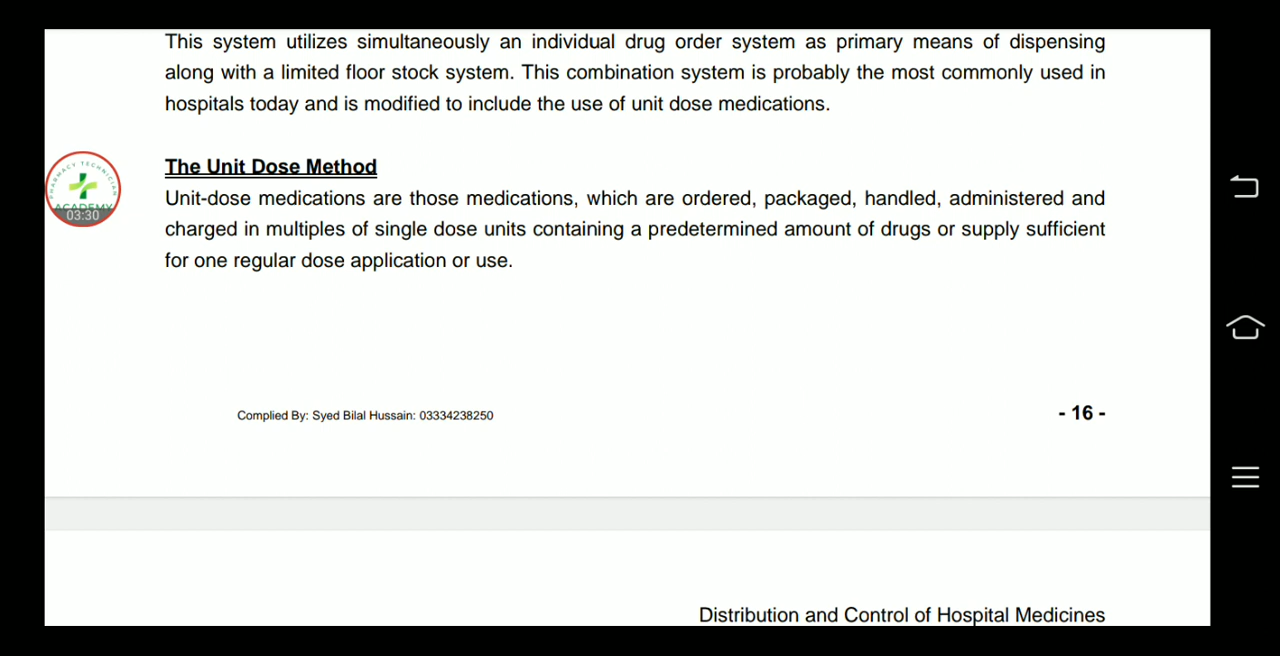 This system utilizes simultaneously an individual drug order system as primary means of dispensing
along with a limited floor stock system. This combination system is probably the most commonly used in
hospitals today and is modified to include the use of unit dose medications.
The Unit Dose Method
PHARMACY TECHNICIAN
ACADEMY
03:30
Unit-dose medications are those medications, which are ordered, packaged, handled, administered and
charged in multiples of single dose units containing a predetermined amount of drugs or supply sufficient
for one regular dose application or use.
Complied By: Syed Bilal Hussain: 03334238250
- 16 -
Distribution and Control of Hospital Medicines